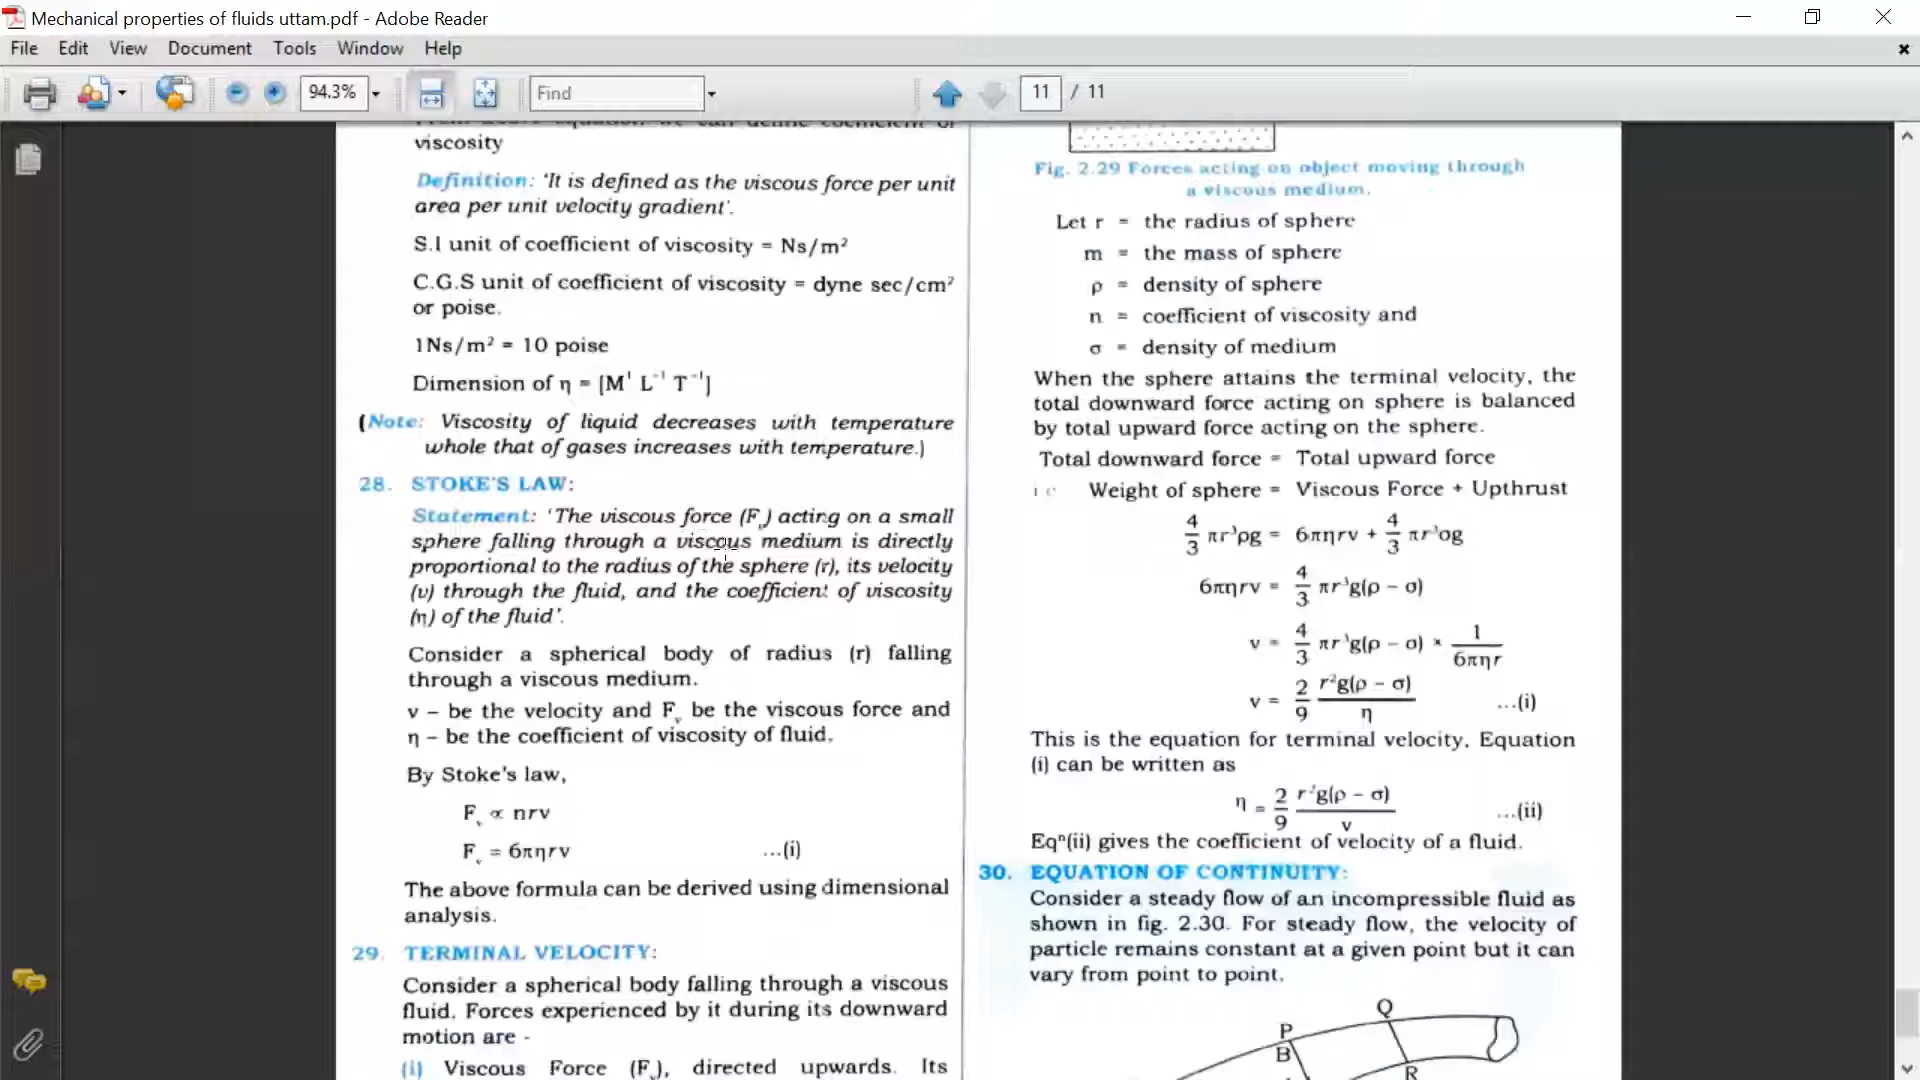 Mechanical properties of fluids uttam.pdf - Adobe Reader
File Edit View Document Tools Window Help
94.3% Find 11 / 11
viscosity
Definition: 'It is defined as the viscous force per unit
area per unit velocity gradient'.
S.I unit of coefficient of viscosity = Ns/m²
C.G.S unit of coefficient of viscosity = dyne sec/cm²
or poise.
1Ns/m² = 10 poise
Dimension of η = [M¹ L⁻¹ T⁻¹]
(Note: Viscosity of liquid decreases with temperature
whole that of gases increases with temperature.)
28. STOKE'S LAW:
Statement: 'The viscous force (Fᵥ) acting on a small
sphere falling through a viscous medium is directly
proportional to the radius of the sphere (r), its velocity
(v) through the fluid, and the coefficient of viscosity
(η) of the fluid'.
Consider a spherical body of radius (r) falling
through a viscous medium.
v – be the velocity and Fᵥ be the viscous force and
η – be the coefficient of viscosity of fluid.
By Stoke's law,
Fᵥ ∝ nrv
Fᵥ = 6πηrv ...(i)
The above formula can be derived using dimensional
analysis.
29. TERMINAL VELOCITY:
Consider a spherical body falling through a viscous
fluid. Forces experienced by it during its downward
motion are -
(i) Viscous Force (Fᵥ), directed upwards. Its
Fig. 2.29 Forces acting on object moving through
a viscous medium.
Let r = the radius of sphere
m = the mass of sphere
ρ = density of sphere
n = coefficient of viscosity and
σ = density of medium
When the sphere attains the terminal velocity, the
total downward force acting on sphere is balanced
by total upward force acting on the sphere.
Total downward force = Total upward force
i.e Weight of sphere = Viscous Force + Upthrust
4/3 πr³ρg = 6πηrv + 4/3 πr³σg
6πηrv = 4/3 πr³g(ρ – σ)
v = 4/3 πr³g(ρ – σ) × 1/6πηr
v = 2/9 r²g(ρ – σ)/η ...(i)
This is the equation for terminal velocity. Equation
(i) can be written as
η = 2/9 r²g(ρ – σ)/v ...(ii)
Eqⁿ(ii) gives the coefficient of velocity of a fluid.
30. EQUATION OF CONTINUITY:
Consider a steady flow of an incompressible fluid as
shown in fig. 2.30. For steady flow, the velocity of
particle remains constant at a given point but it can
vary from point to point.
Q
P
B
R